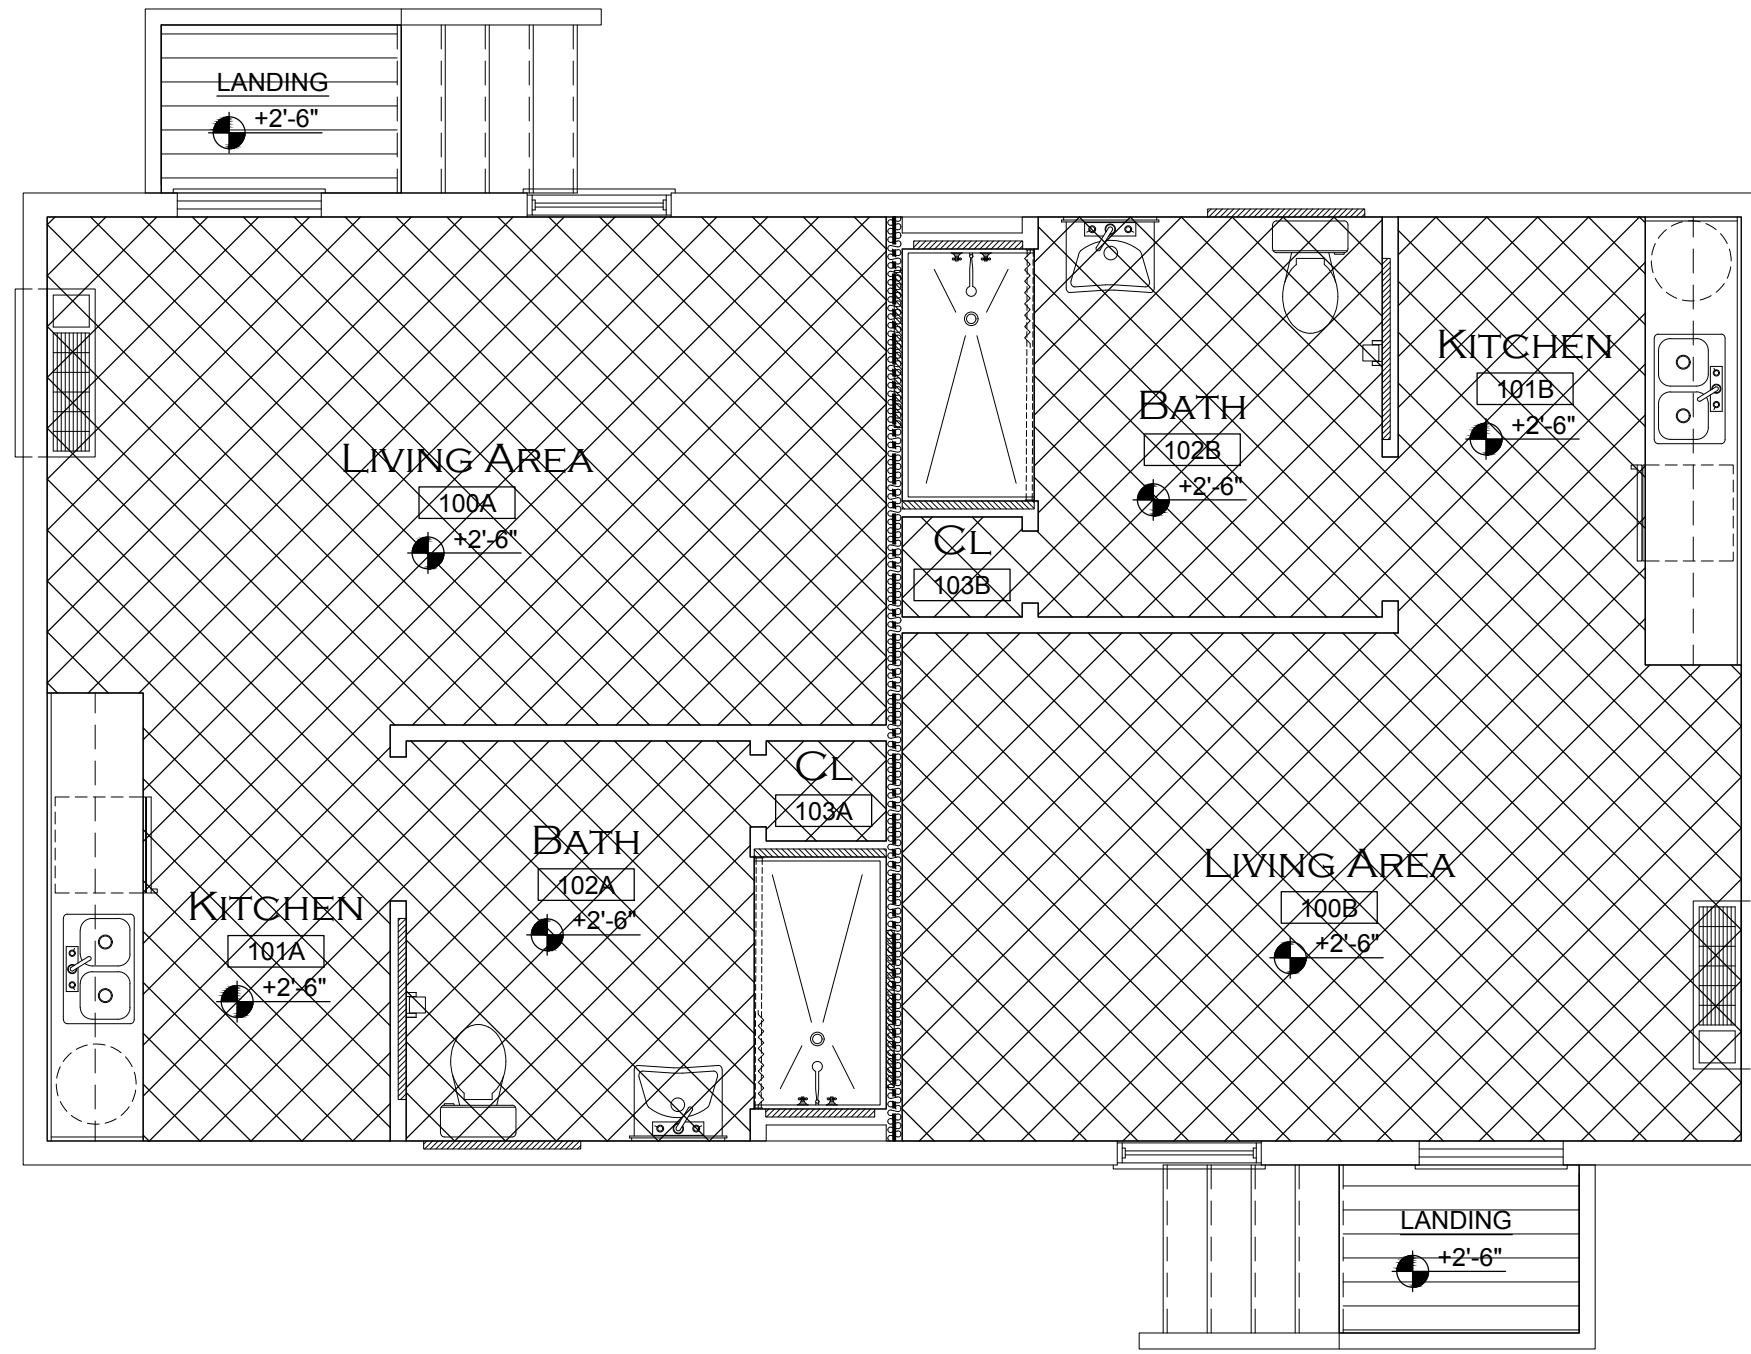 LANDING
+2'-6"
LIVING AREA
100A
+2'-6"
KITCHEN
101A
+2'-6"
BATH
102A
+2'-6"
CL
103A
CL
103B
BATH
102B
+2'-6"
KITCHEN
101B
+2'-6"
LIVING AREA
100B
+2'-6"
LANDING
+2'-6"